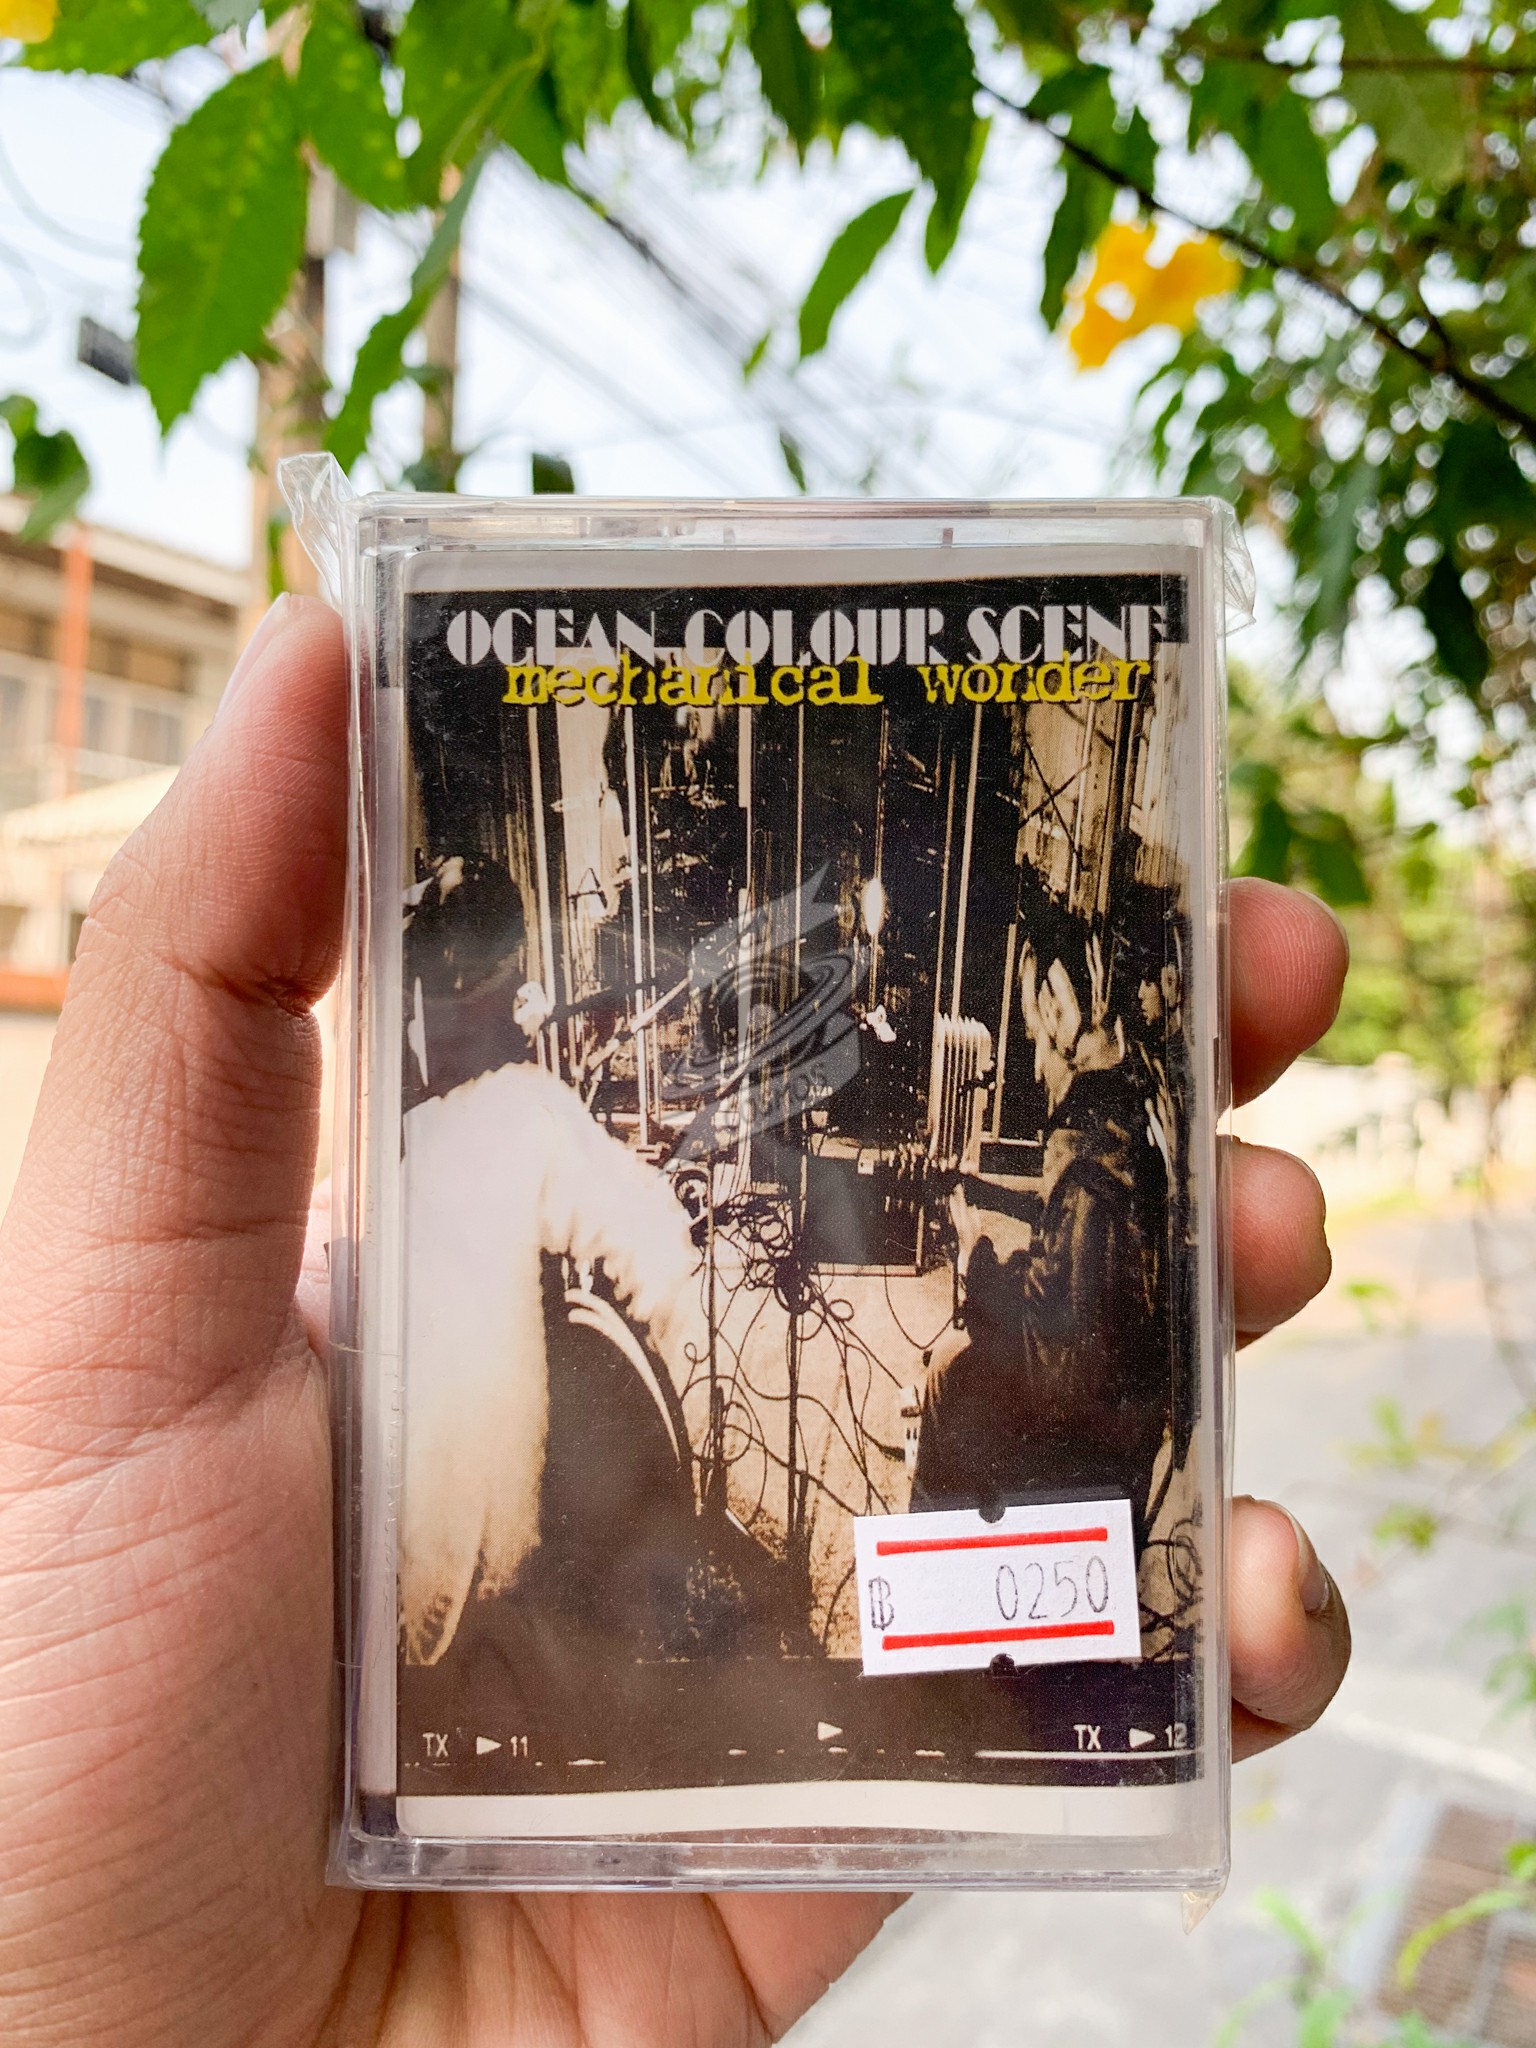 OCEAN COLOUR SCENE
mechanical wonder
฿ 0250
TX ▶ 11
▶
TX ▶ 12